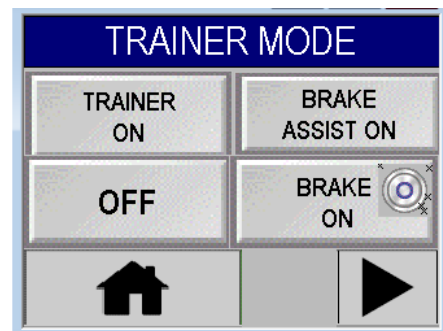 TRAINER MODE
TRAINER
ON
BRAKE
ASSIST ON
OFF
BRAKE
ON